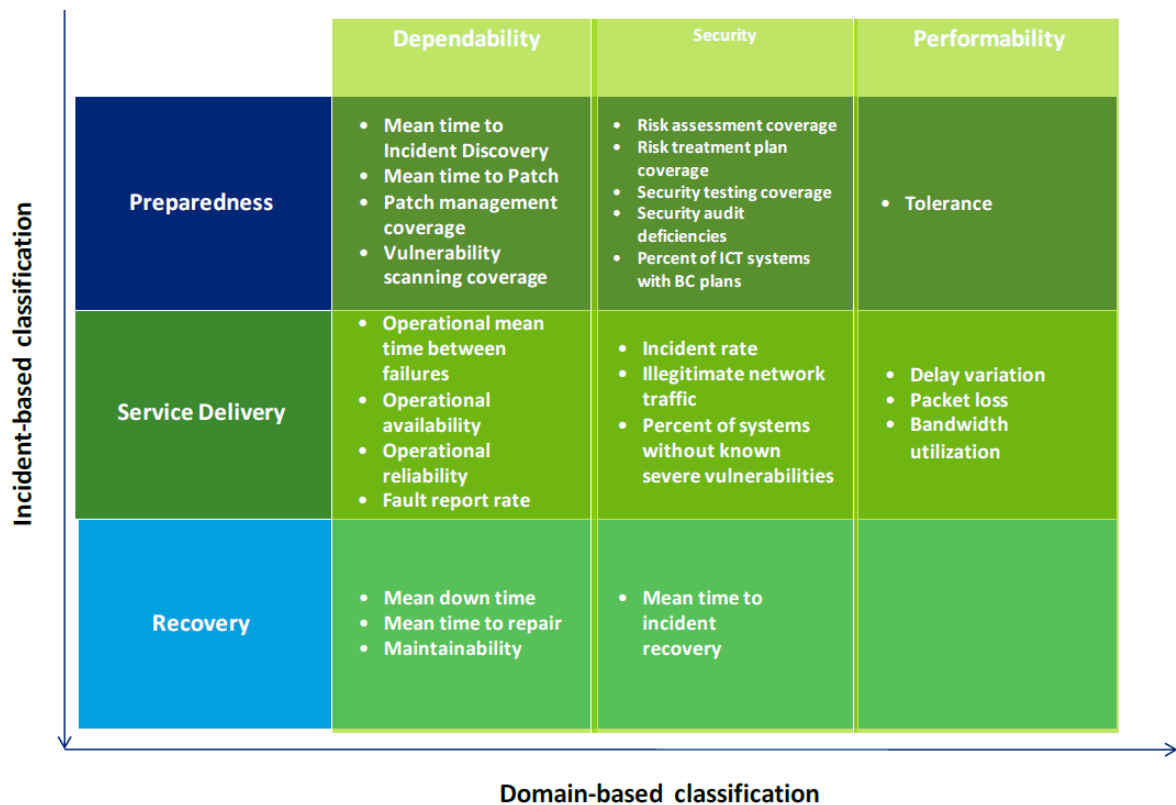 Dependability
Security
Performability
Incident-based classification
Preparedness
• Mean time to
Incident Discovery
• Mean time to Patch
• Patch management
coverage
• Vulnerability
scanning coverage
• Risk assessment coverage
• Risk treatment plan
coverage
• Security testing coverage
• Security audit
deficiencies
• Percent of ICT systems
with BC plans
• Tolerance
Service Delivery
• Operational mean
time between
failures
• Operational
availability
• Operational
reliability
• Fault report rate
• Incident rate
• Illegitimate network
traffic
• Percent of systems
without known
severe vulnerabilities
• Delay variation
• Packet loss
• Bandwidth
utilization
Recovery
• Mean down time
• Mean time to repair
• Maintainability
• Mean time to
incident
recovery
Domain-based classification